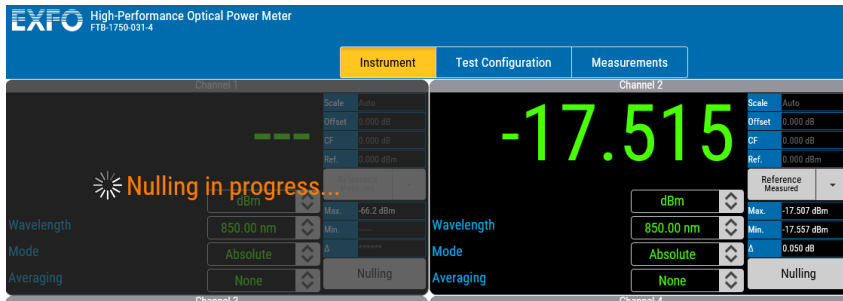 EXFO High-Performance Optical Power Meter
FTB-1750-031-4
Instrument Test Configuration Measurements
Channel 1
---
Scale Auto
Offset 0.000 dB
CF 0.000 dB
Ref. 0.000 dBm
Reference
Measured
Nulling in progress...
dBm
Max. -66.2 dBm
Wavelength 850.00 nm
Min. ----
Mode Absolute
Δ ******
Averaging None
Nulling
Channel 2
-17.515
Scale Auto
Offset 0.000 dB
CF 0.000 dB
Ref. 0.000 dBm
Reference
Measured
dBm
Max. -17.507 dBm
Wavelength 850.00 nm
Min. -17.557 dBm
Mode Absolute
Δ 0.050 dB
Averaging None
Nulling
Channel 3
Channel 4